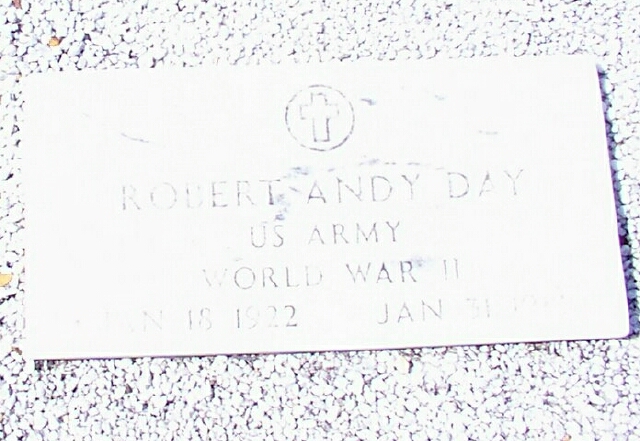 ROBERT ANDY DAY
US ARMY
WORLD WAR II
JAN 18 1922 JAN 31